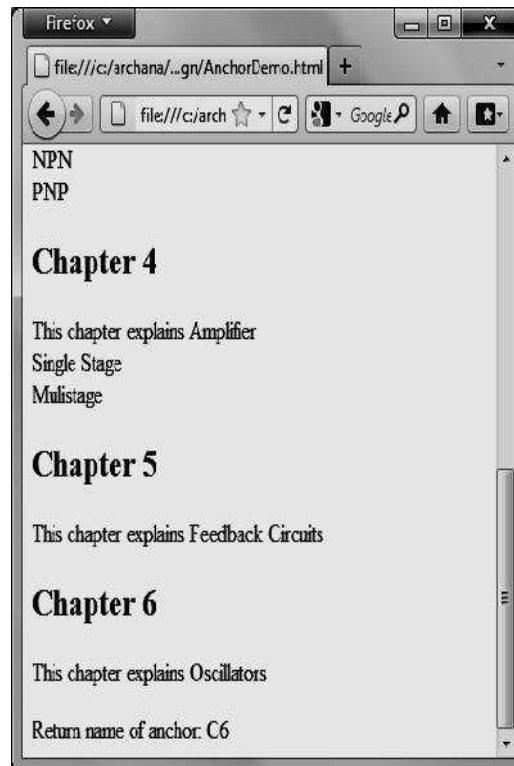 Firefox
file:///c:/archana/...gn/AnchorDemo.html +
file:///c:/arch Google
NPN
PNP
Chapter 4
This chapter explains Amplifier
Single Stage
Mulistage
Chapter 5
This chapter explains Feedback Circuits
Chapter 6
This chapter explains Oscillators
Return name of anchor: C6